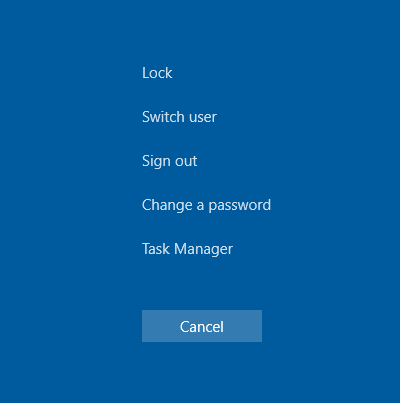 Lock
Switch user
Sign out
Change a password
Task Manager
Cancel